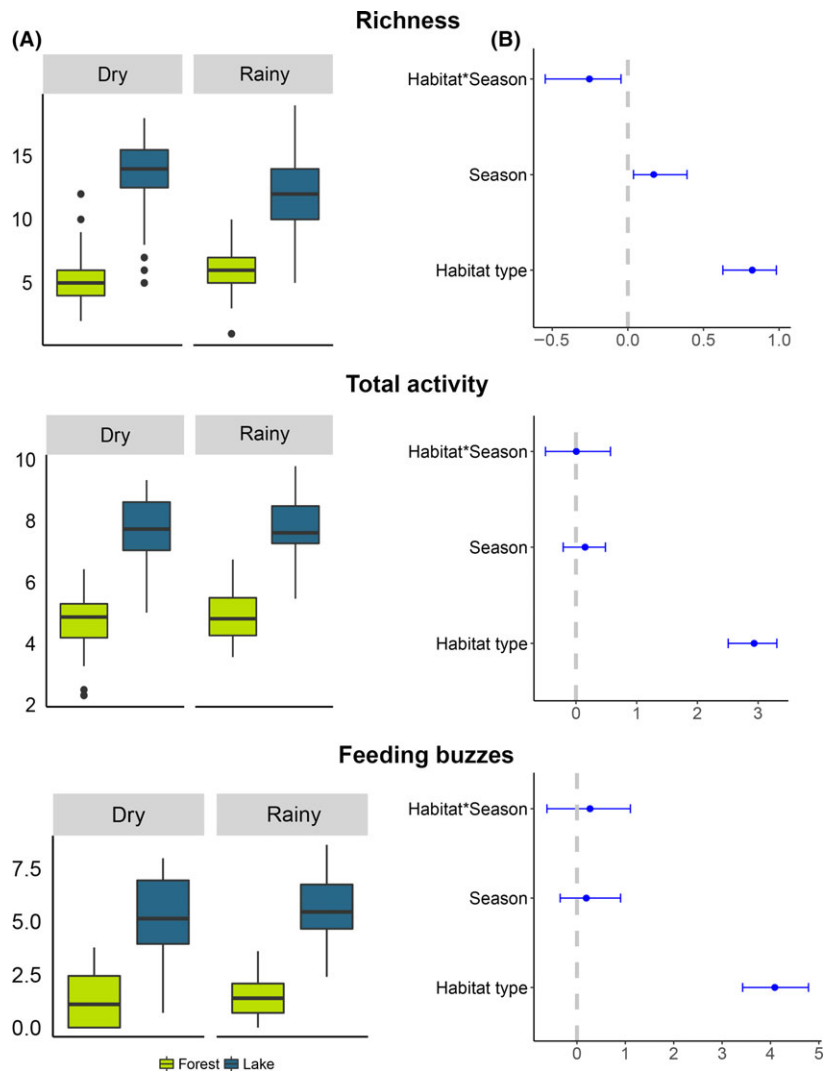 Richness
(A)
(B)
Dry Rainy
15
10
5
Habitat*Season
Season
Habitat type
−0.5 0.0 0.5 1.0
Total activity
Dry Rainy
10
8
6
4
2
Habitat*Season
Season
Habitat type
0 1 2 3
Feeding buzzes
Dry Rainy
7.5
5.0
2.5
0.0
Habitat*Season
Season
Habitat type
0 1 2 3 4 5
Forest Lake